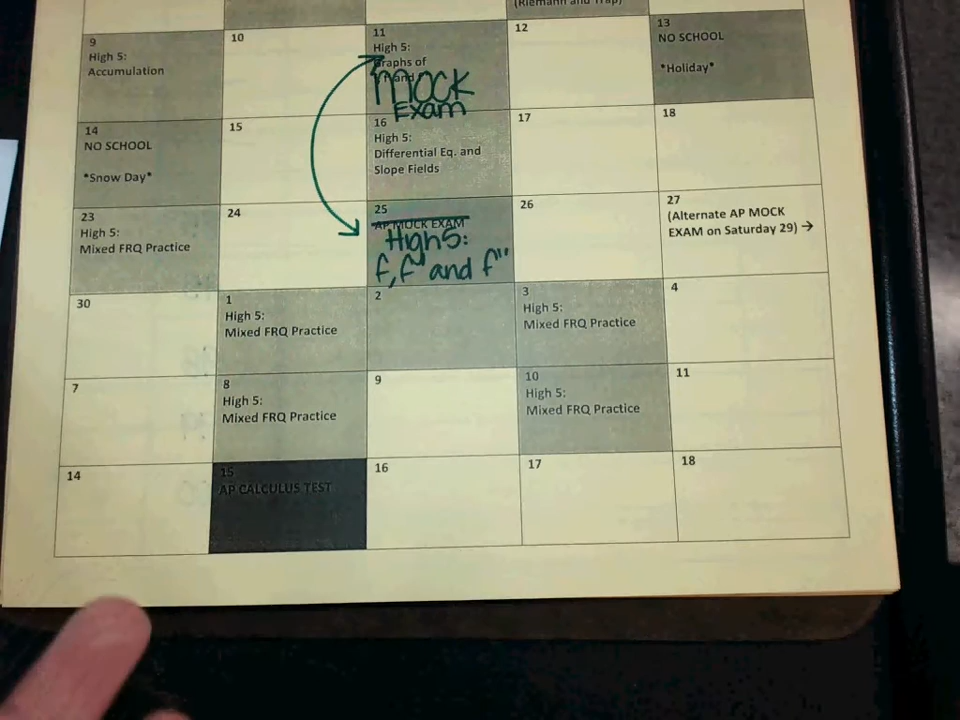 (Riemann and Trap)
9
High 5:
Accumulation
10
11
High 5:
Graphs of
MOCK
Exam
12
13
NO SCHOOL
*Holiday*
14
NO SCHOOL
*Snow Day*
15
16
High 5:
Differential Eq. and
Slope Fields
17
18
23
High 5:
Mixed FRQ Practice
24
25
AP MOCK EXAM
High 5:
f, f' and f"
26
27
(Alternate AP MOCK
EXAM on Saturday 29) →
30
1
High 5:
Mixed FRQ Practice
2
3
High 5:
Mixed FRQ Practice
4
7
8
High 5:
Mixed FRQ Practice
9
10
High 5:
Mixed FRQ Practice
11
14
15
AP CALCULUS TEST
16
17
18